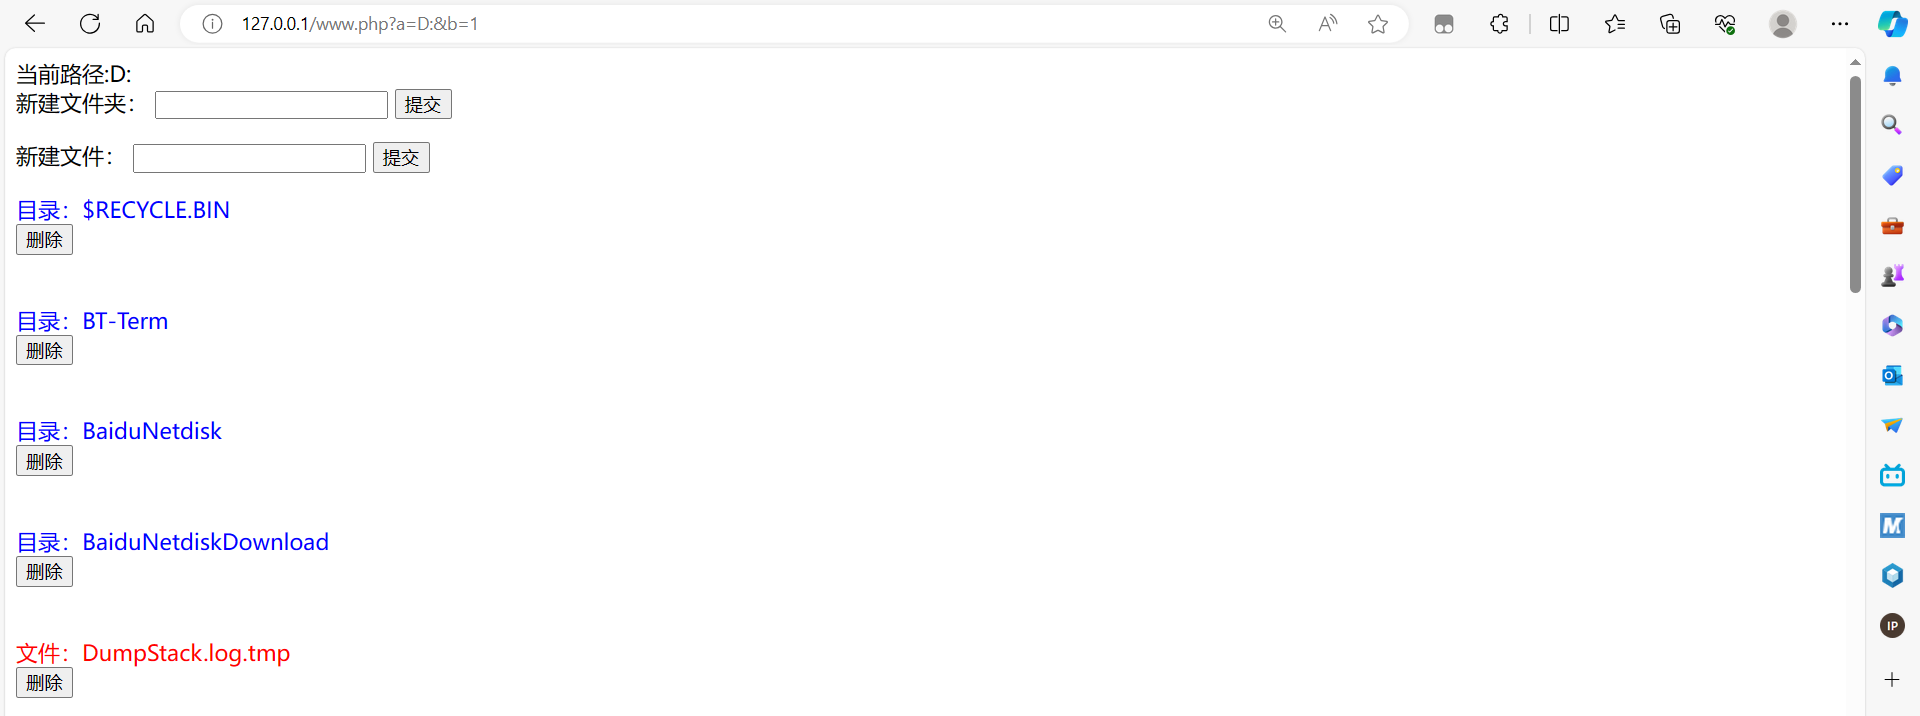 127.0.0.1/www.php?a=D:&b=1
当前路径:D:
新建文件夹： 提交
新建文件： 提交
目录：$RECYCLE.BIN
删除
目录：BT-Term
删除
目录：BaiduNetdisk
删除
目录：BaiduNetdiskDownload
删除
文件：DumpStack.log.tmp
删除
IP